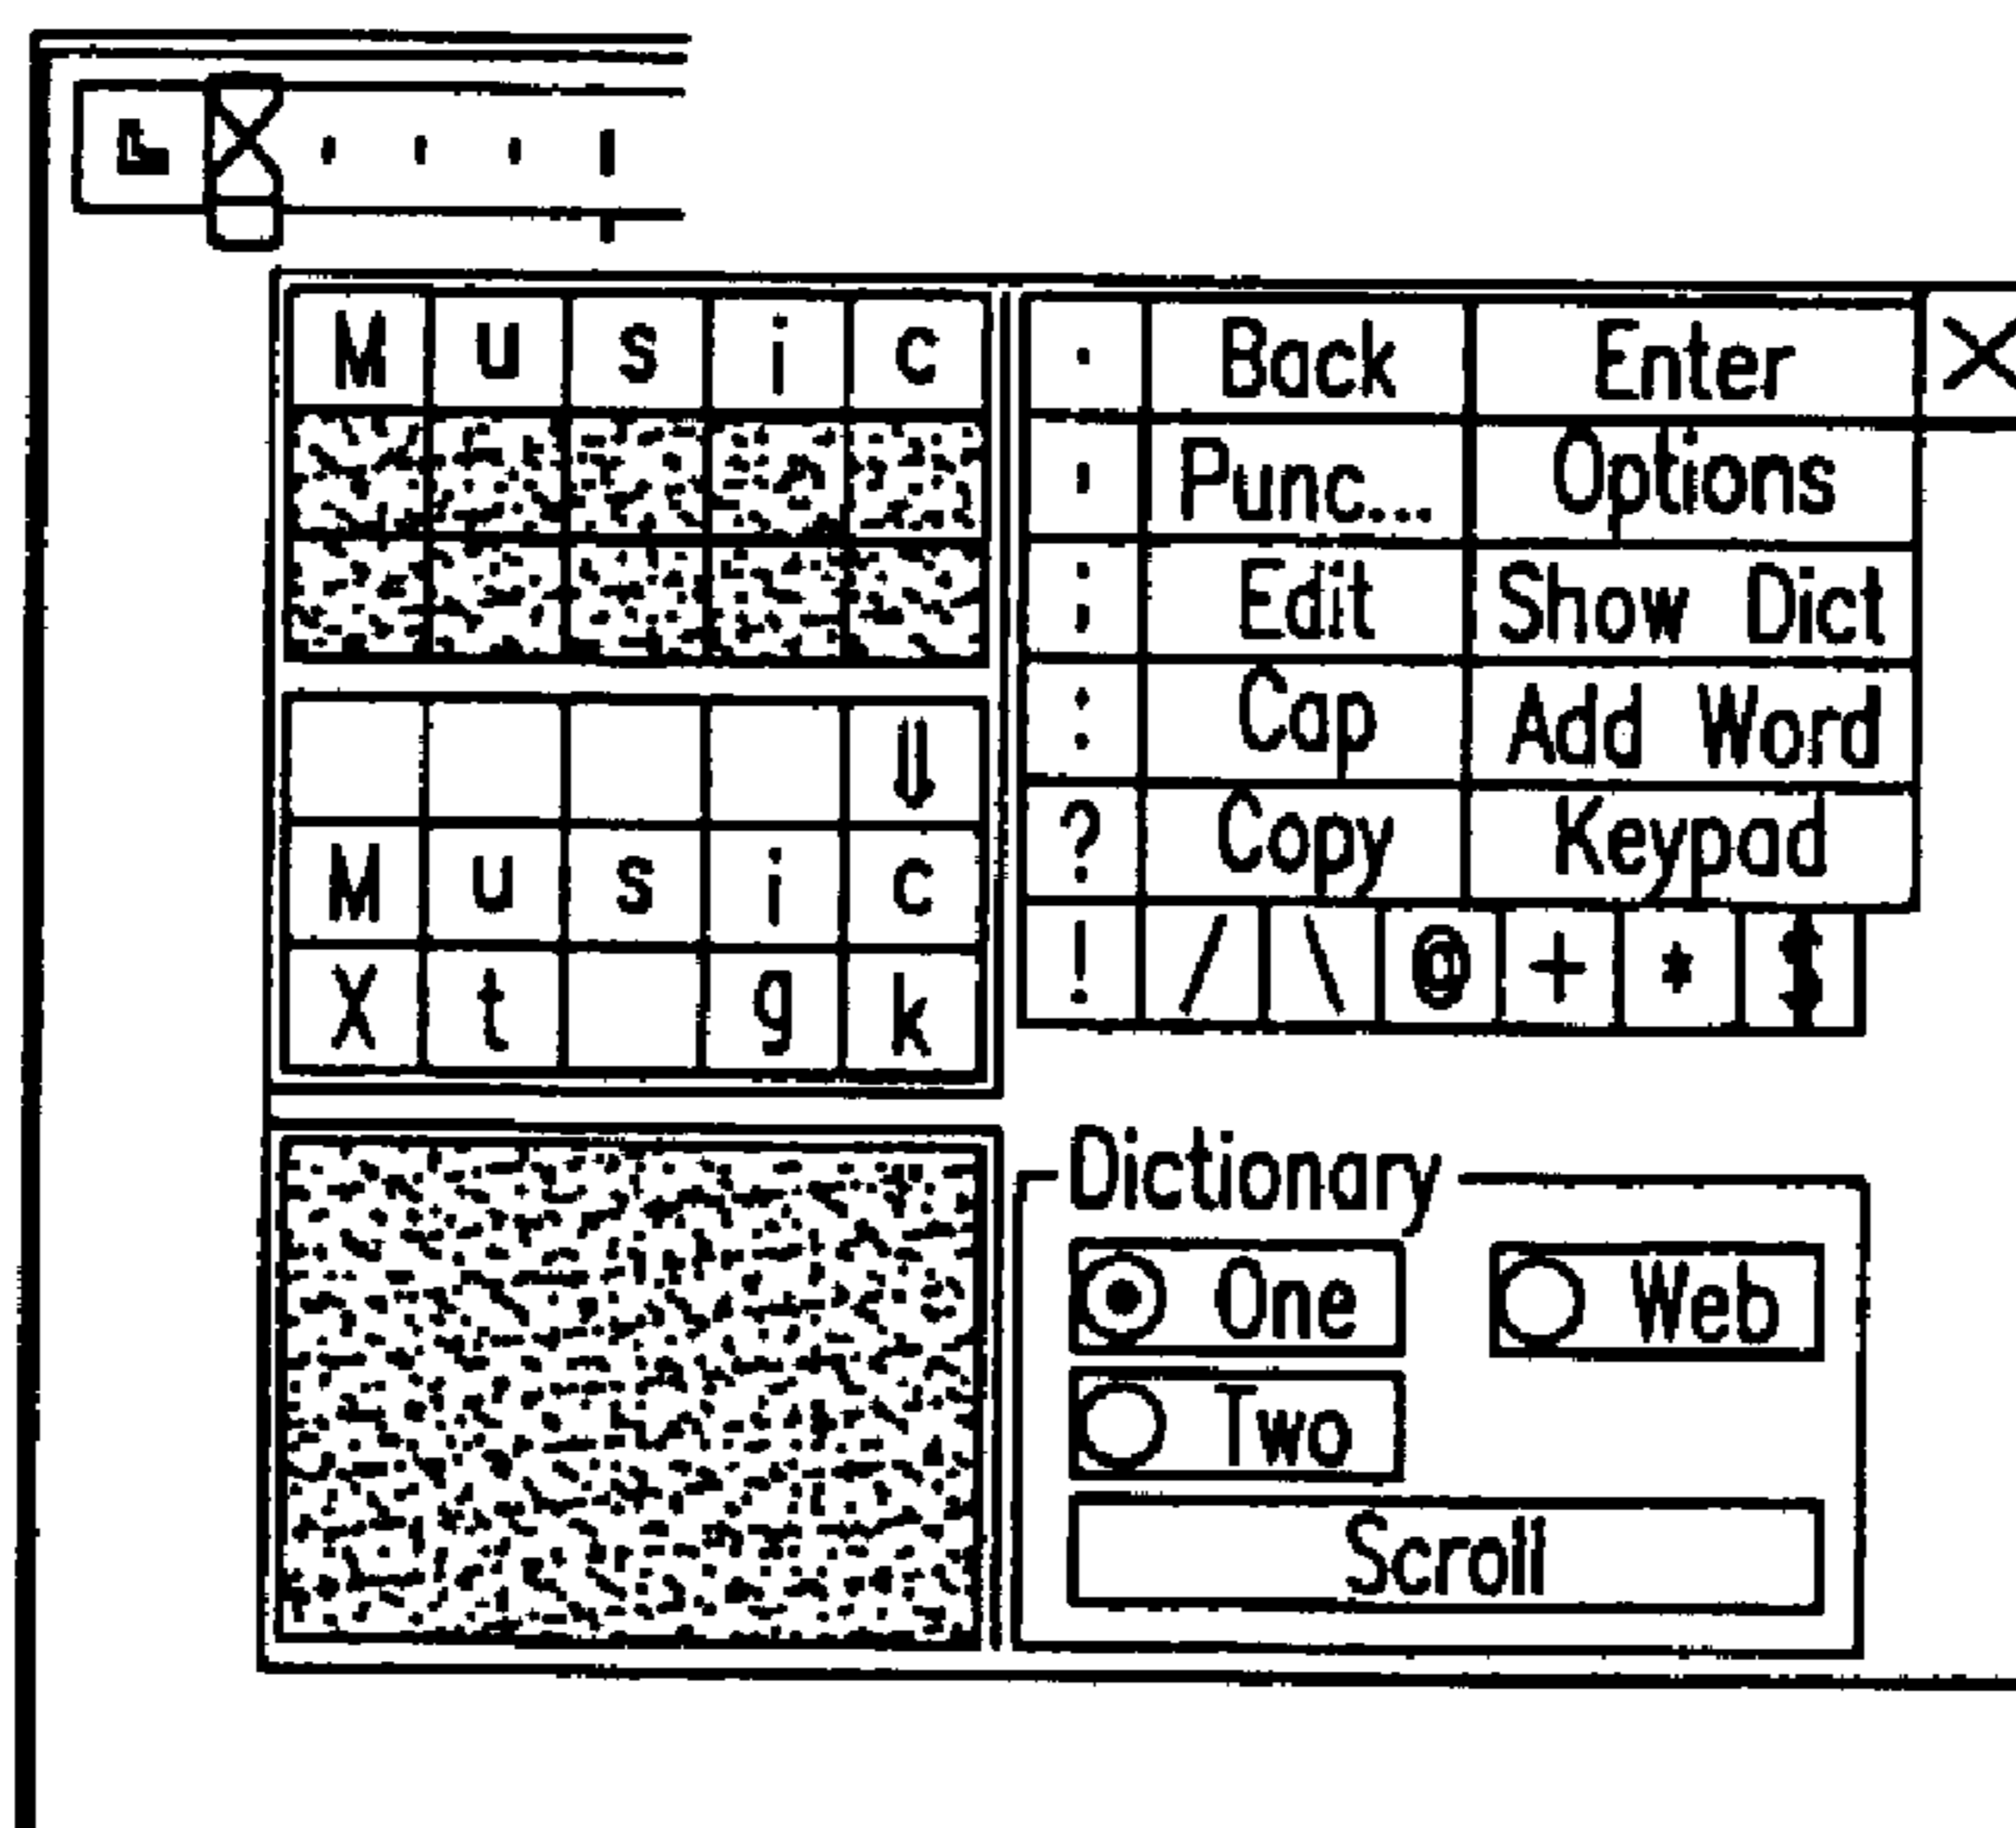 M u s i c
. Back Enter X
Punc... Options
; Edit Show Dict
: Cap Add Word
⇓
M u s i c
? Copy Keypad
X t g k
! / \ @ + * $
Dictionary
One Web
Two
Scroll